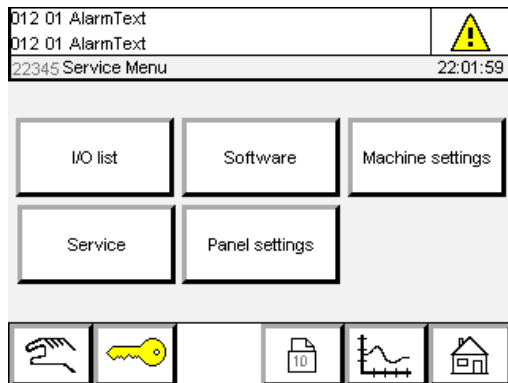 012 01 AlarmText
012 01 AlarmText
22345 Service Menu 22:01:59
I/O list Software Machine settings
Service Panel settings
10